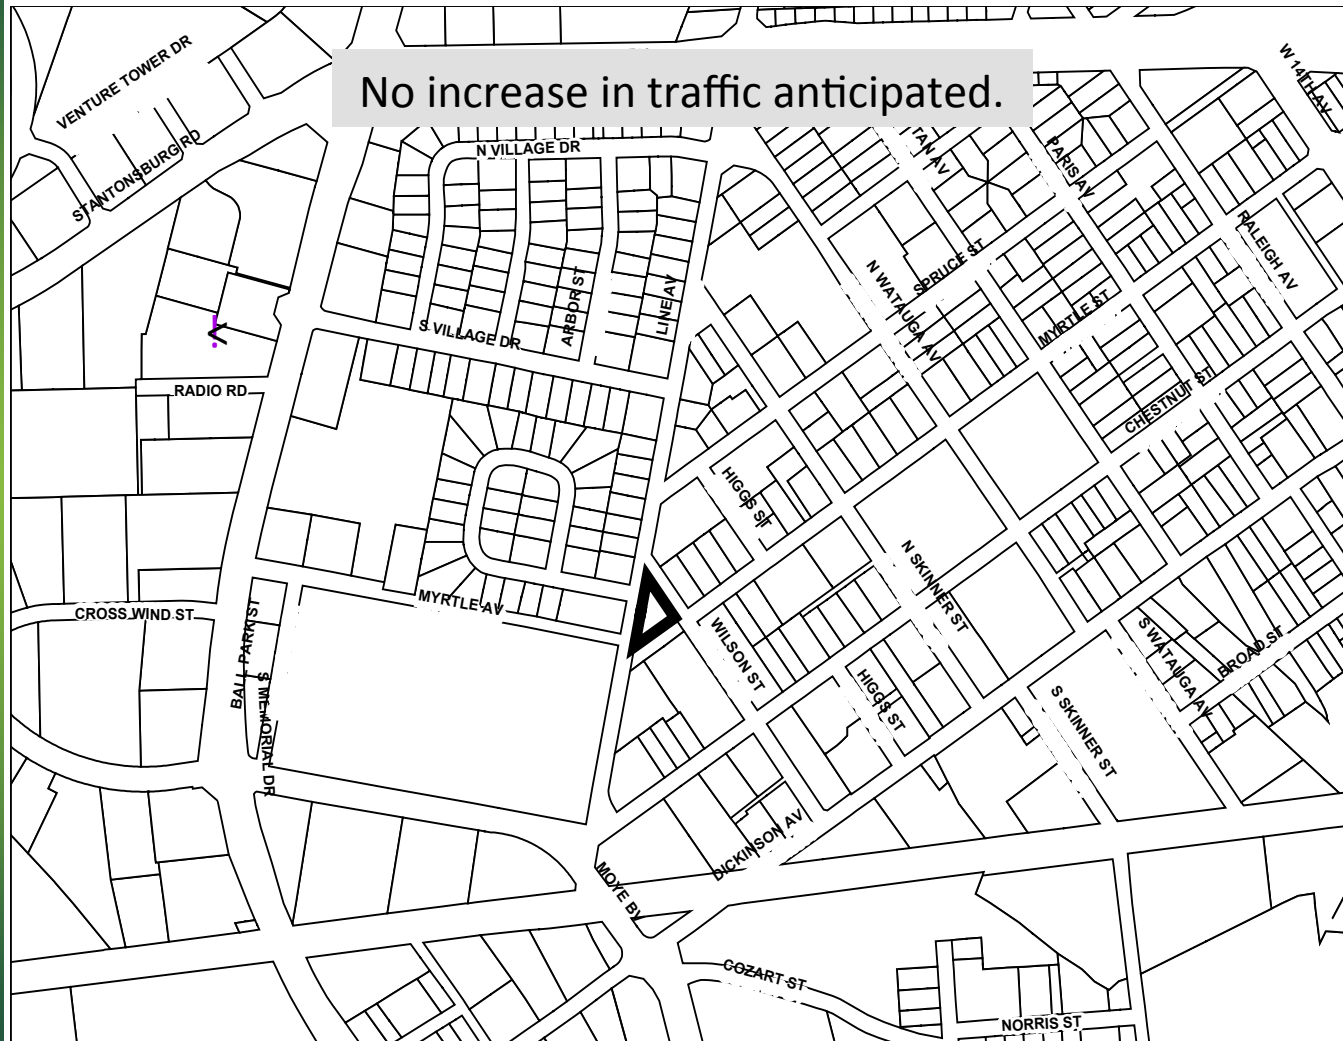 No increase in traffic anticipated.
VENTURE TOWER DR
STANTONSBURG RD
N VILLAGE DR
W 14TH AV
TAN AV
PARIS AV
RALEIGH AV
SPRUCE ST
N WATAUGA AV
MYRTLE ST
CHESTNUT ST
ARBOR ST
LINE AV
S VILLAGE DR
RADIO RD
HIGGS ST
N SKINNER ST
MYRTLE AV
CROSS WIND ST
BALL PARK ST
S MEMORIAL DR
WILSON ST
HIGGS ST
S WATAUGA AV
BROAD ST
S SKINNER ST
DICKINSON AV
MOYE BV
COZART ST
NORRIS ST